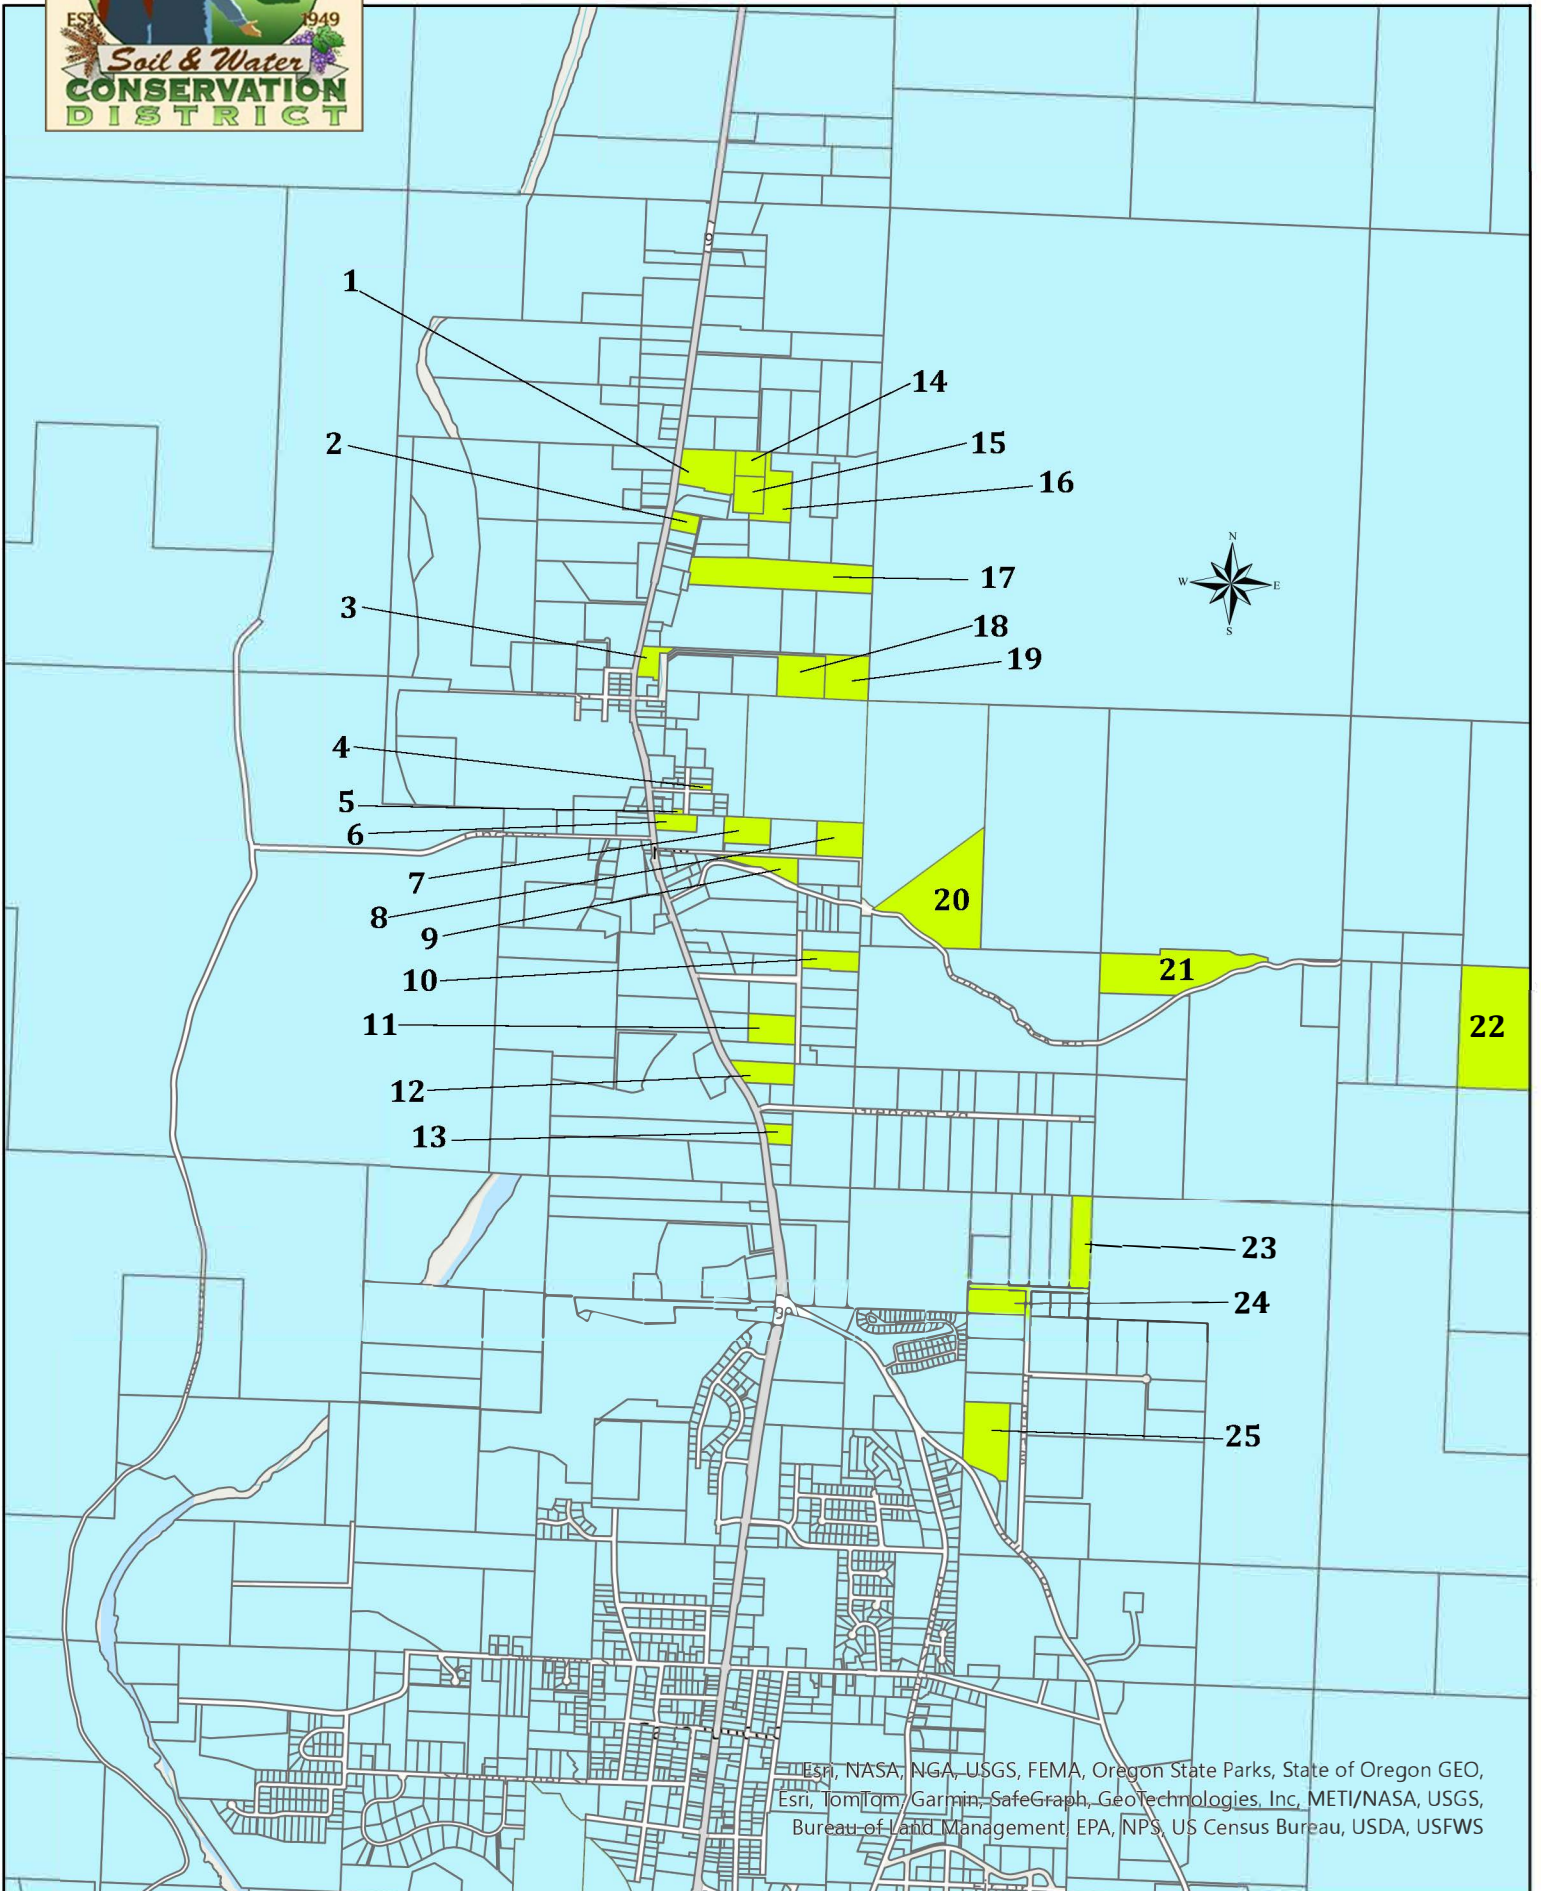 EST. 1949
Soil & Water
CONSERVATION
DISTRICT
9
1
14
2
15
16
N
W E
S
17
3
18
19
4
5
6
7
8
20
9
21
10
11
22
12
13
23
24
25
Esri, NASA, NGA, USGS, FEMA, Oregon State Parks, State of Oregon GEO,
Esri, TomTom, Garmin, SafeGraph, GeoTechnologies, Inc, METI/NASA, USGS,
Bureau of Land Management, EPA, NPS, US Census Bureau, USDA, USFWS